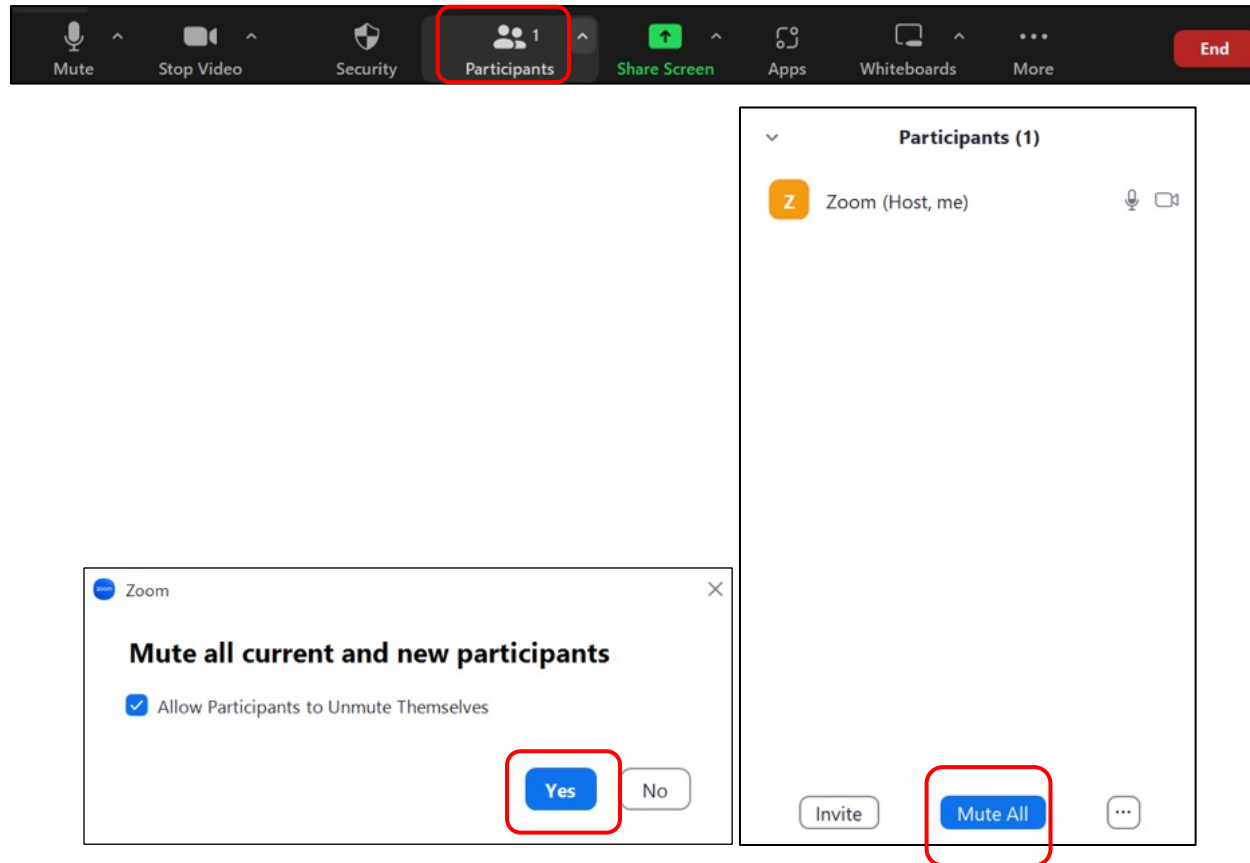 1
Mute Stop Video Security Participants Share Screen Apps Whiteboards More End
Participants (1)
Z Zoom (Host, me)
zoom Zoom
Mute all current and new participants
Allow Participants to Unmute Themselves
Yes No
Invite Mute All